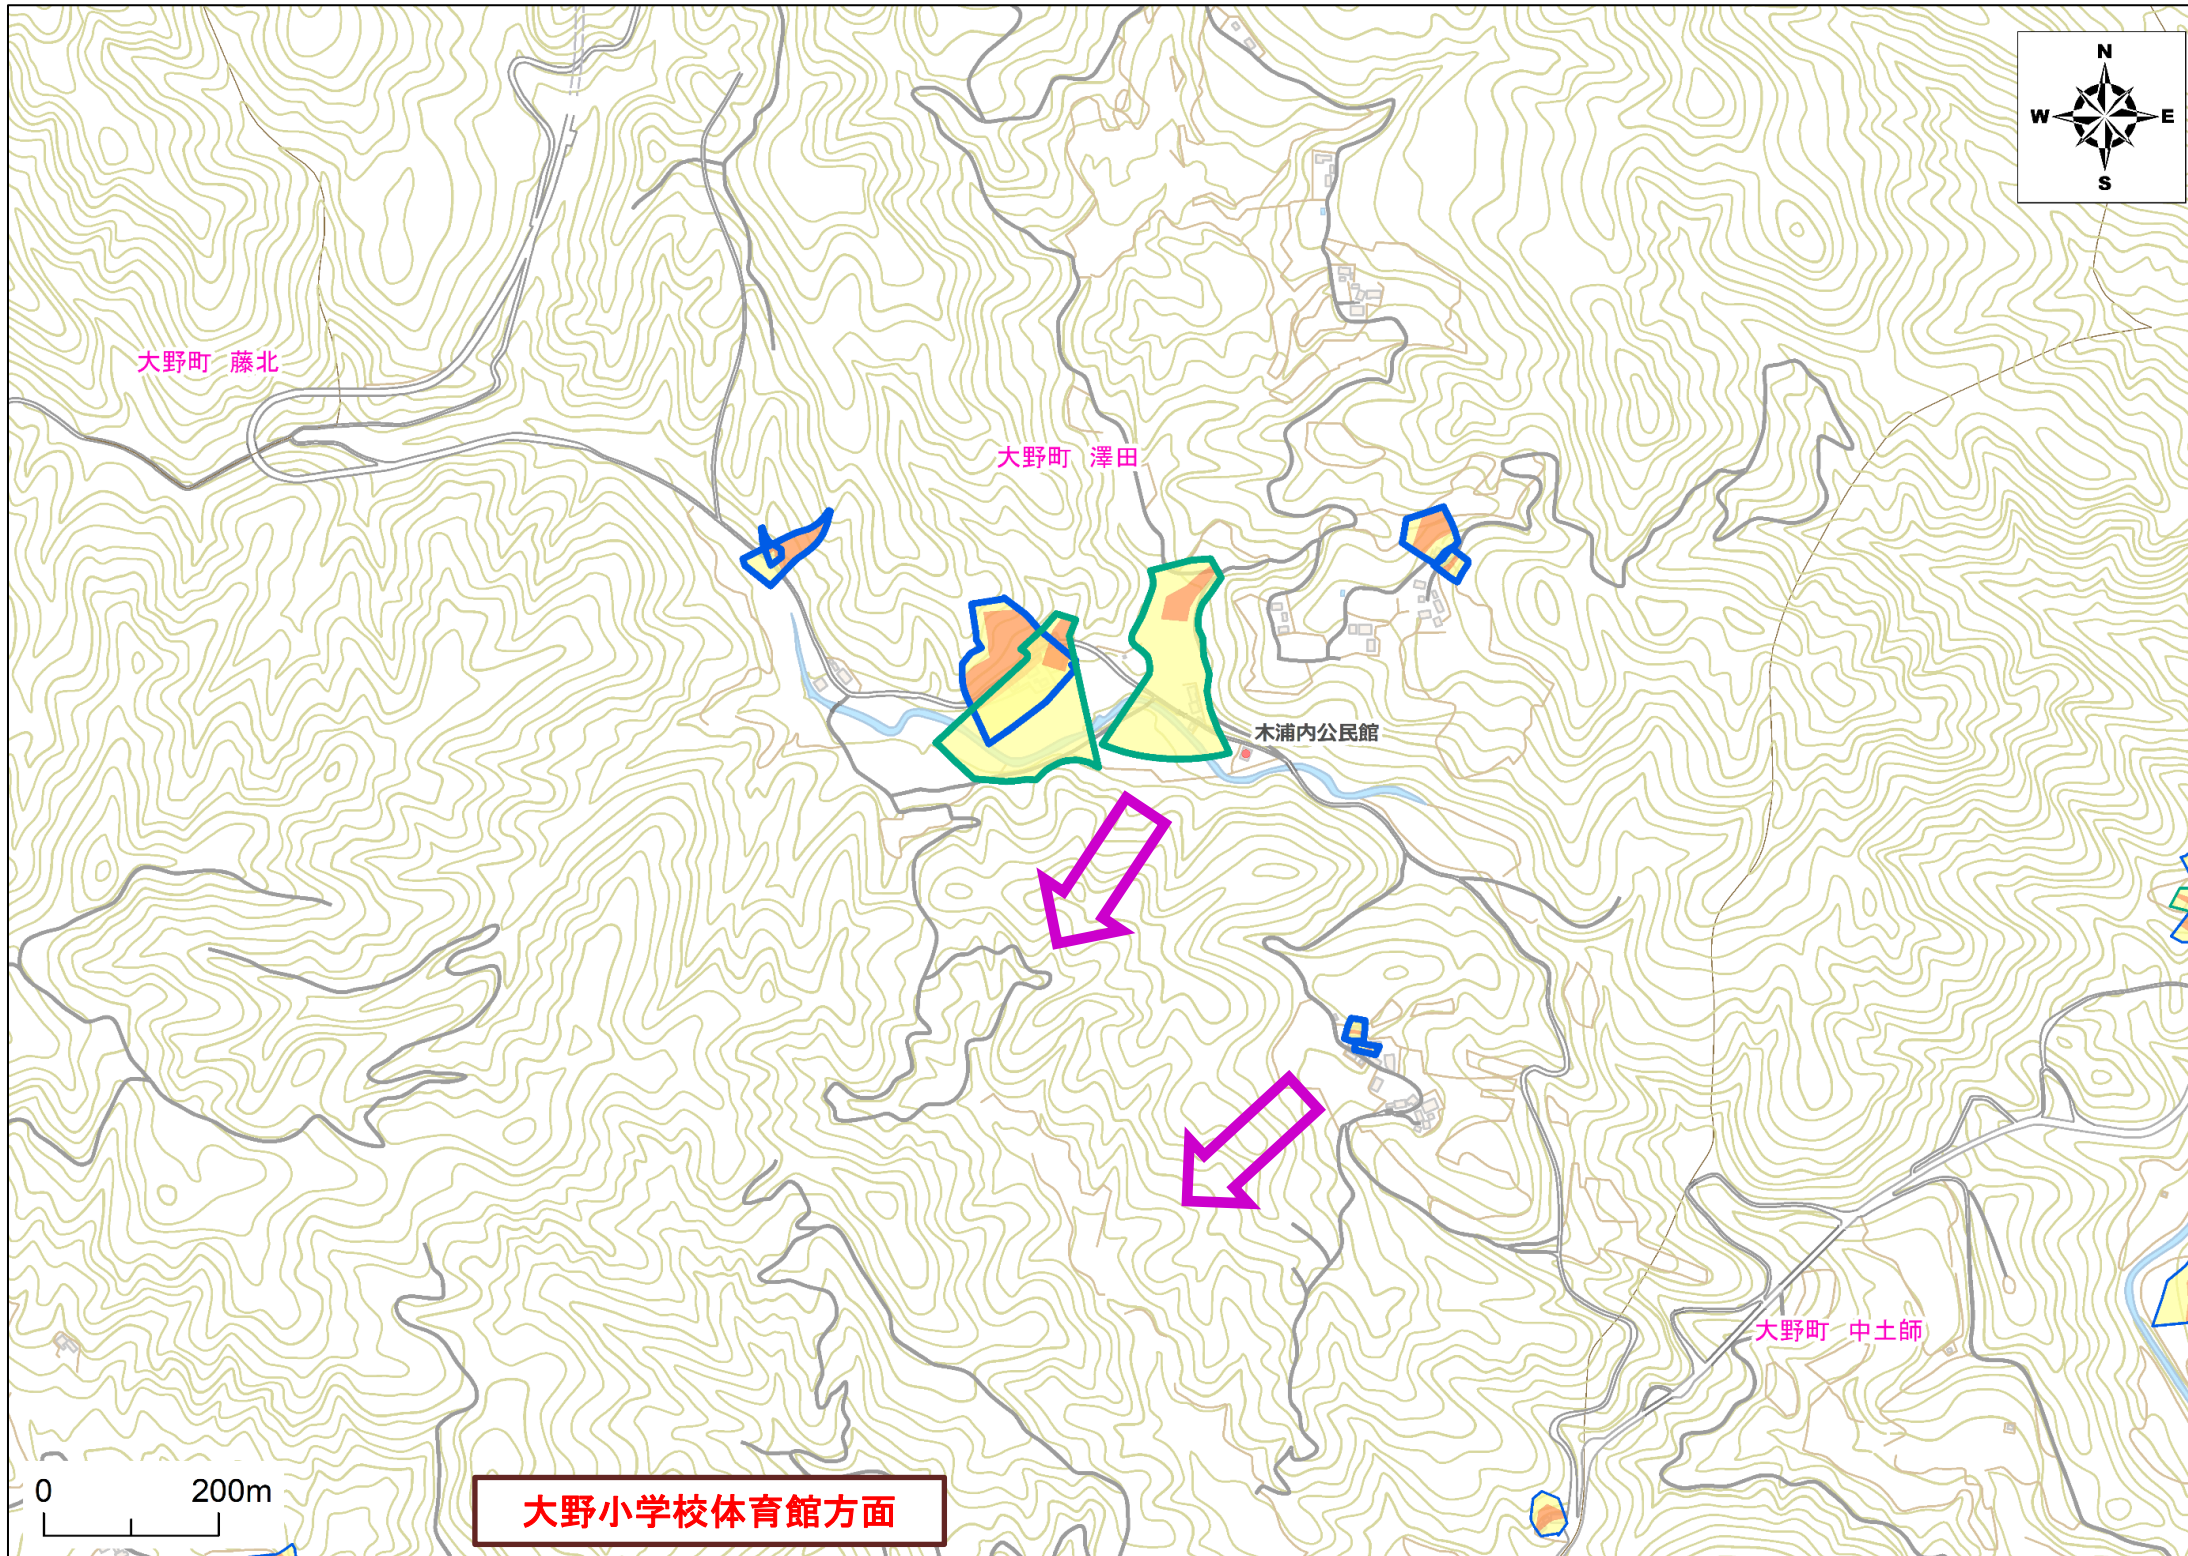 N
W E
S
大野町 藤北
大野町 澤田
木浦内公民館
大野町 中土師
0 200m
大野小学校体育館方面